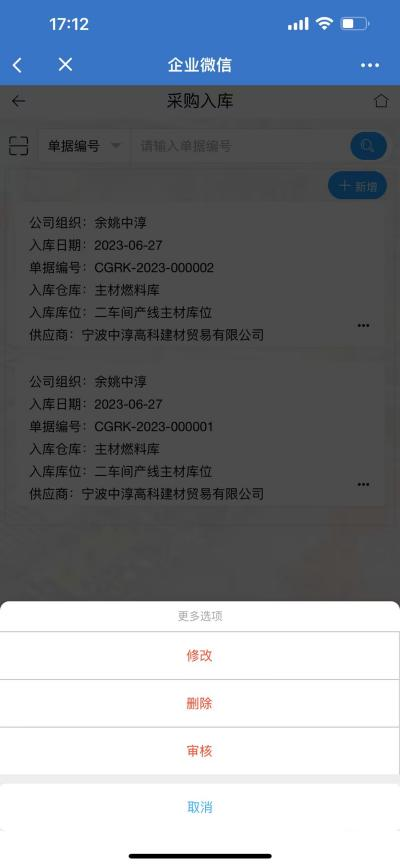 17:12
企业微信
采购入库
单据编号
请输入单据编号
新增
公司组织：余姚中淳
入库日期：2023-06-27
单据编号：CGRK-2023-000002
入库仓库：主材燃料库
入库库位：二车间产线主材库位
供应商：宁波中淳高科建材贸易有限公司
公司组织：余姚中淳
入库日期：2023-06-27
单据编号：CGRK-2023-000001
入库仓库：主材燃料库
入库库位：二车间产线主材库位
供应商：宁波中淳高科建材贸易有限公司
更多选项
修改
删除
审核
取消